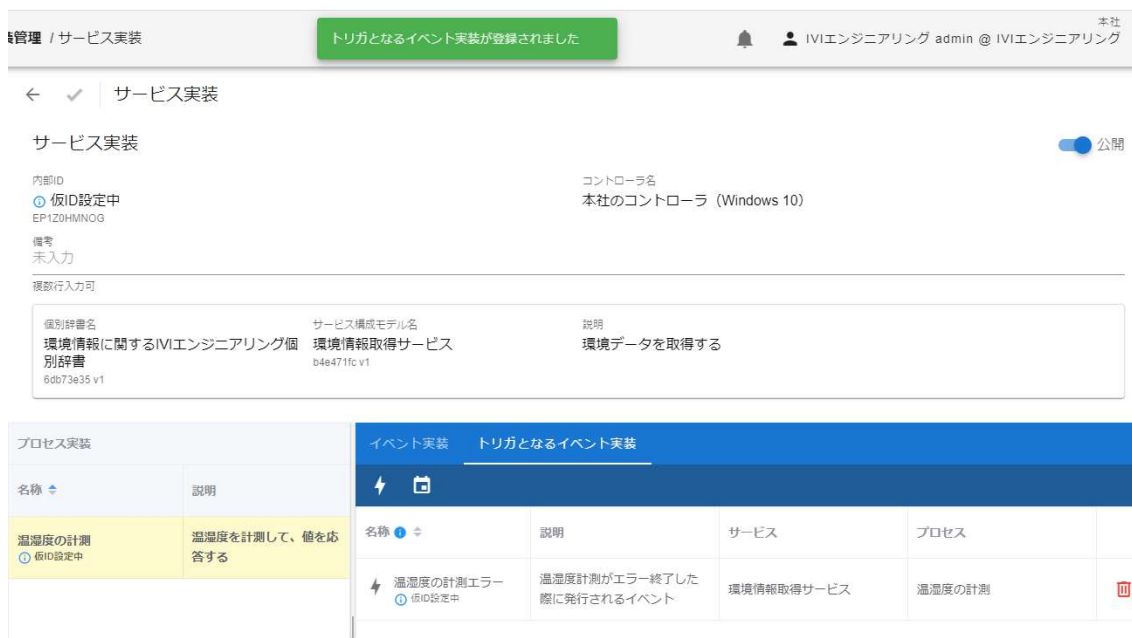 管理 / サービス実装
トリガとなるイベント実装が登録されました
本社
IVIエンジニアリング admin @ IVIエンジニアリング
サービス実装
サービス実装
公開
内部ID
仮ID設定中
EP1Z0HMNOG
コントローラ名
本社のコントローラ（Windows 10）
備考
未入力
複数行入力可
個別辞書名
環境情報に関するIVIエンジニアリング個
別辞書
6db73e35 v1
サービス構成モデル名
環境情報取得サービス
b4e471fc v1
説明
環境データを取得する
プロセス実装
名称
説明
温湿度の計測
仮ID設定中
温湿度を計測して、値を応
答する
イベント実装
トリガとなるイベント実装
名称
説明
サービス
プロセス
温湿度の計測エラー
仮ID設定中
温湿度計測がエラー終了した
際に発行されるイベント
環境情報取得サービス
温湿度の計測